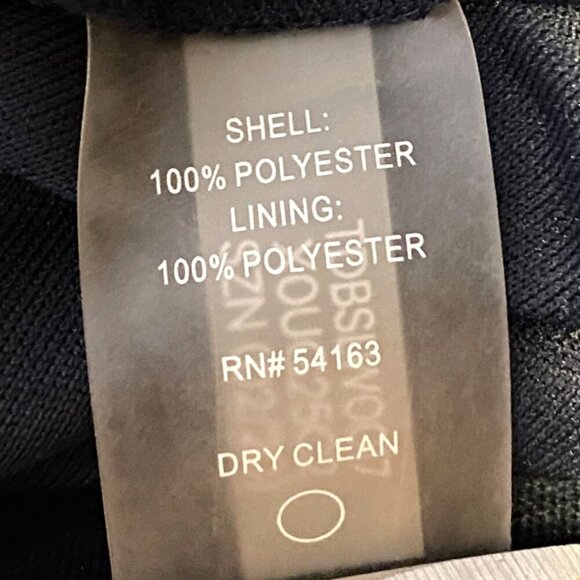 SHELL:
100% POLYESTER
LINING:
100% POLYESTER
RN# 54163
DRY CLEAN